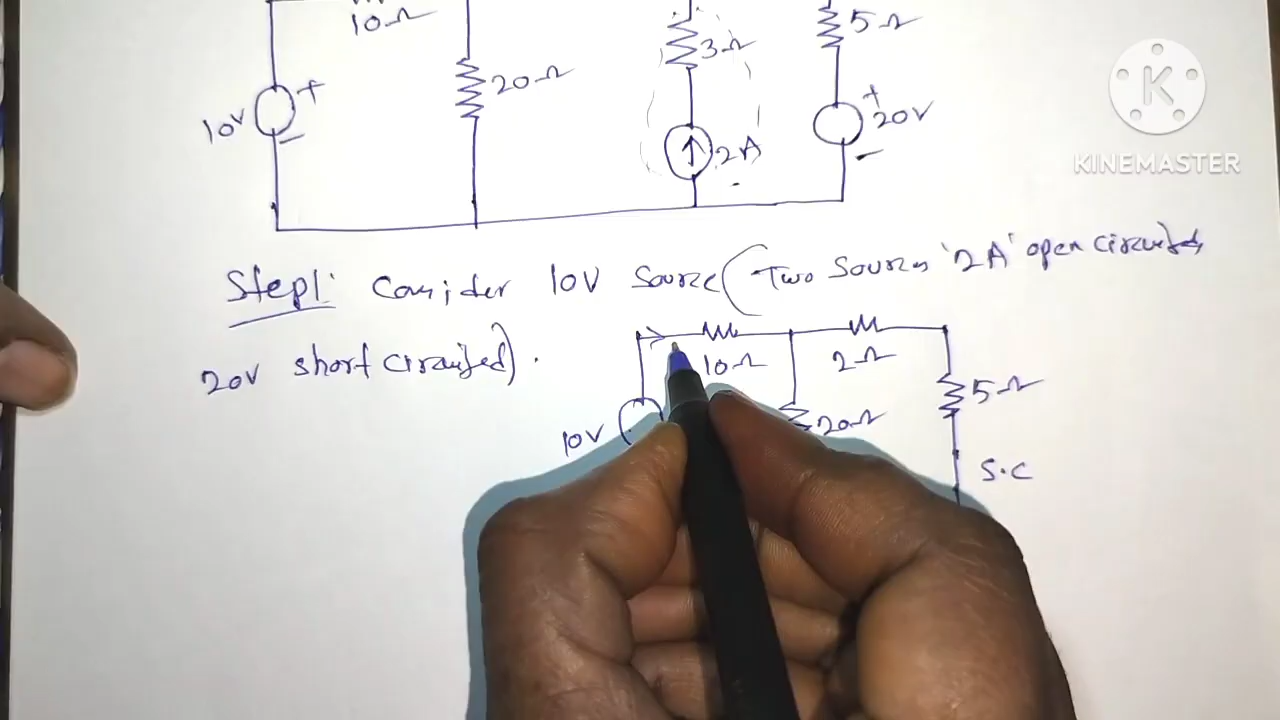 10Ω
5Ω
3Ω
20Ω
10V + −
2A
+ 20V −
K
KINEMASTER
Step1: Consider 10V Source (Two Sources '2A' open circuited,
20V short circuited).
10Ω
2Ω
5Ω
10V
20Ω
S.C